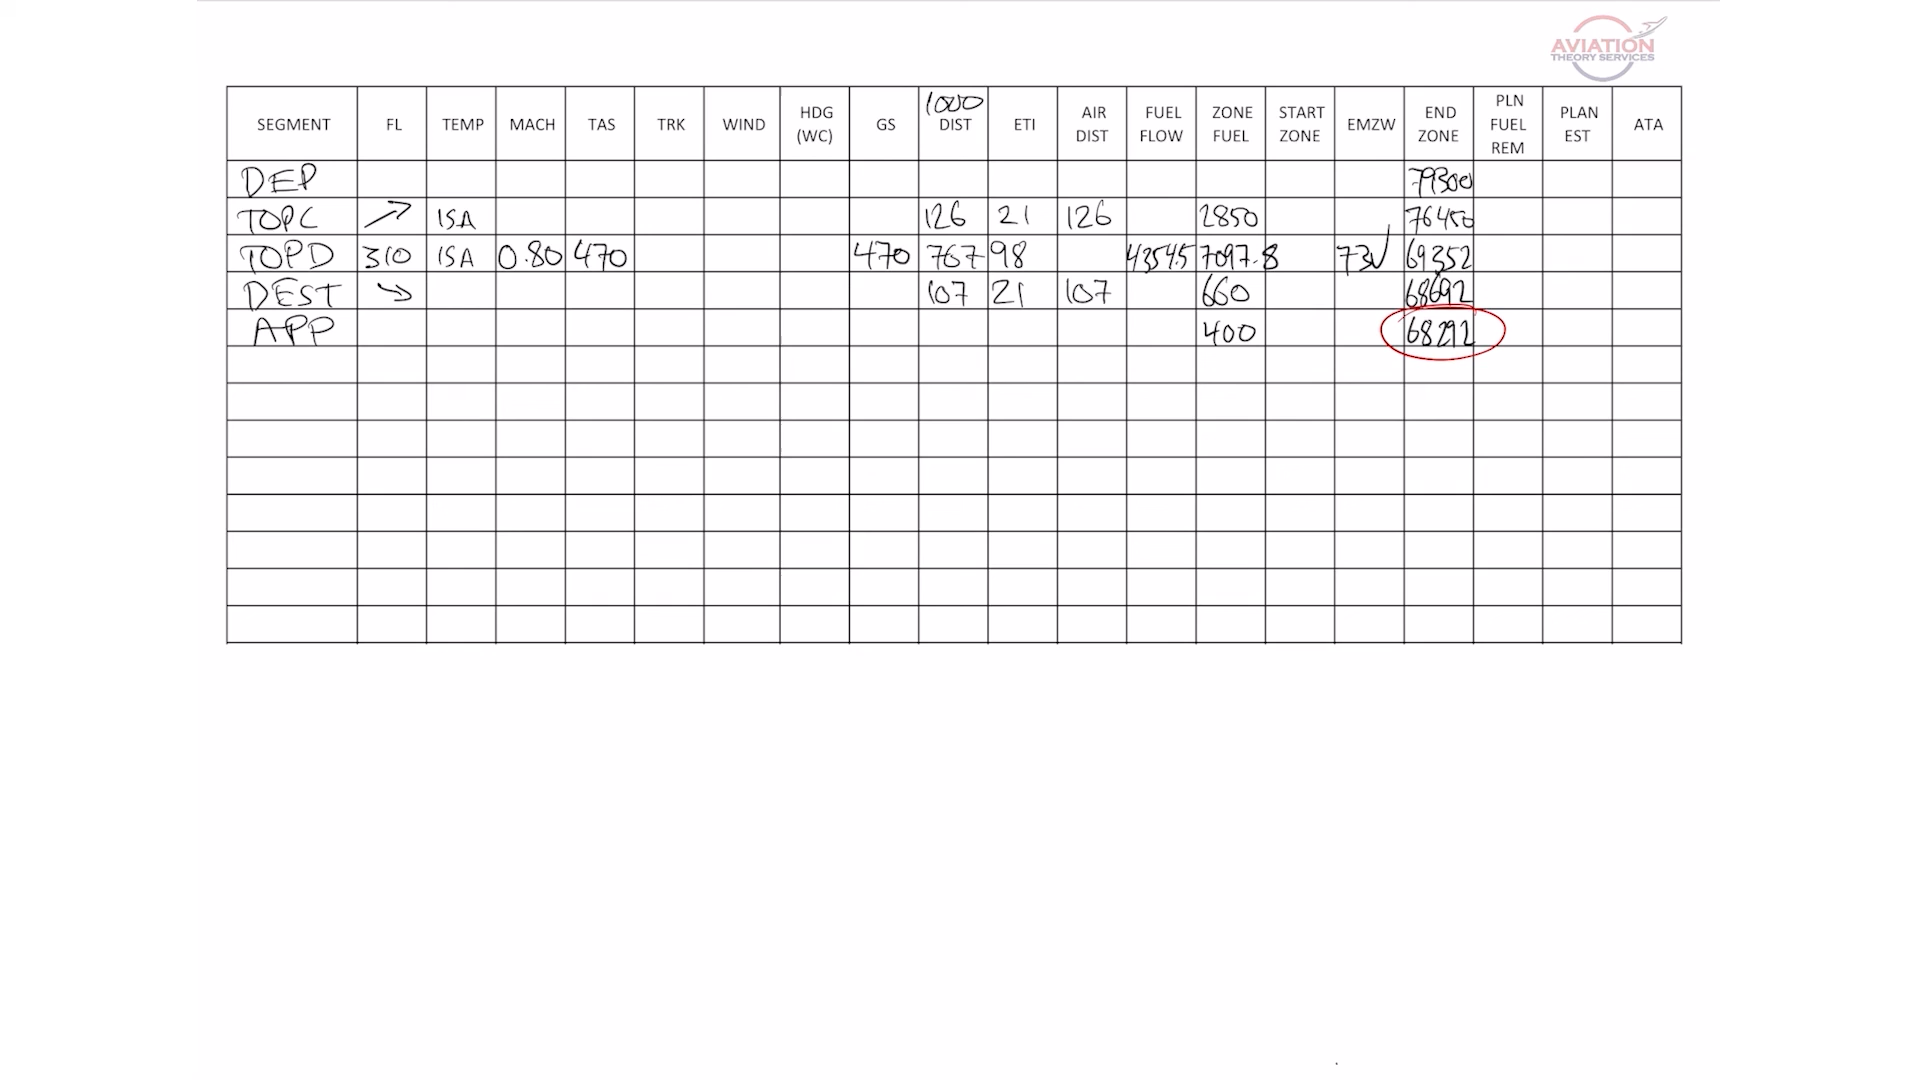 AVIATION
THEORY SERVICES
SEGMENT FL TEMP MACH TAS TRK WIND HDG (WC) GS 1000 DIST ETI AIR DIST FUEL FLOW ZONE FUEL START ZONE EMZW END ZONE PLN FUEL REM PLAN EST ATA
DEP 79300
TOPC ISA 126 21 126 2850 76450
TOPD 310 ISA 0.80 470 470 767 98 43545 7097.8 73 69352
DEST 107 21 107 660 68692
APP 400 68292